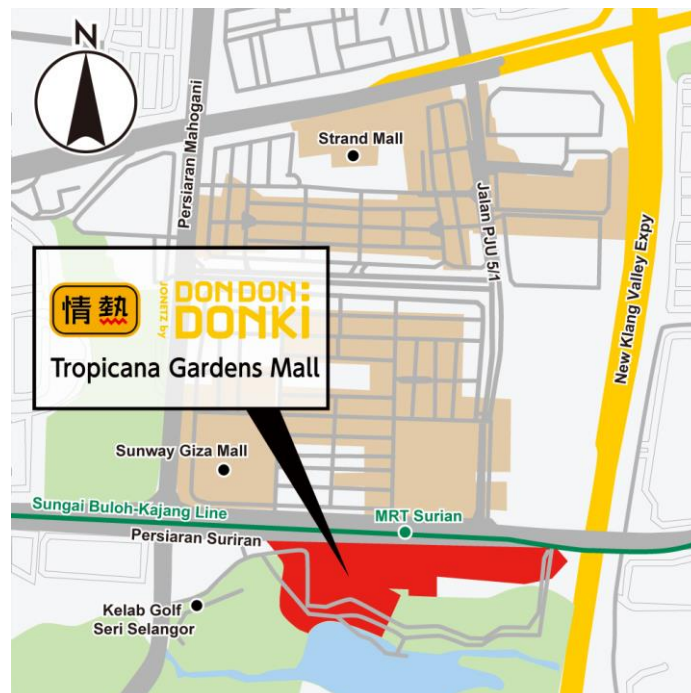 N
Strand Mall
Persiaran Mahogani
Jalan PJU 5/1
New Klang Valley Expy
情熱
JONETZ by
DON DON:
DONKI
Tropicana Gardens Mall
Sunway Giza Mall
Sungai Buloh-Kajang Line
MRT Surian
Persiaran Suriran
Kelab Golf
Seri Selangor